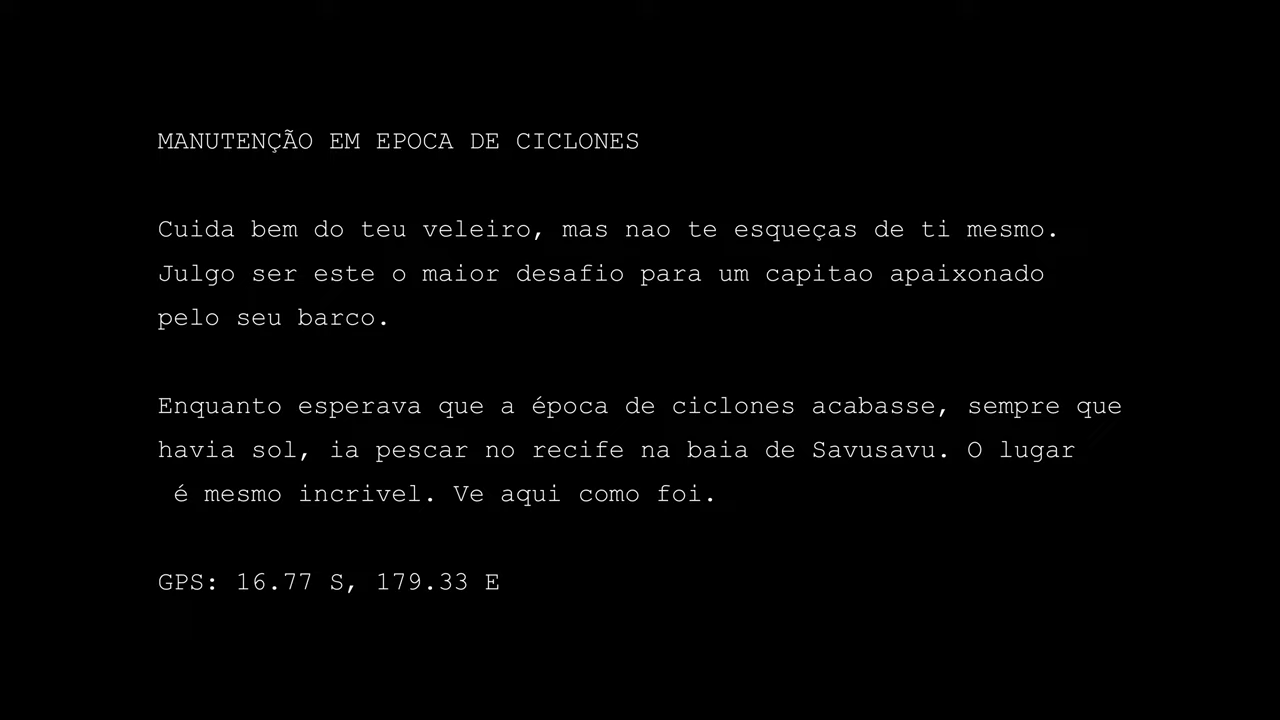 MANUTENÇÃO EM EPOCA DE CICLONES
Cuida bem do teu veleiro, mas nao te esqueças de ti mesmo.
Julgo ser este o maior desafio para um capitao apaixonado
pelo seu barco.
Enquanto esperava que a época de ciclones acabasse, sempre que
havia sol, ia pescar no recife na baia de Savusavu. O lugar
é mesmo incrivel. Ve aqui como foi.
GPS: 16.77 S, 179.33 E